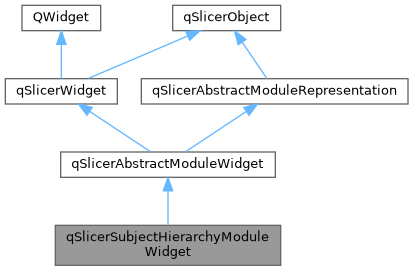 QWidget
qSlicerObject
qSlicerWidget
qSlicerAbstractModuleRepresentation
qSlicerAbstractModuleWidget
qSlicerSubjectHierarchyModule
Widget